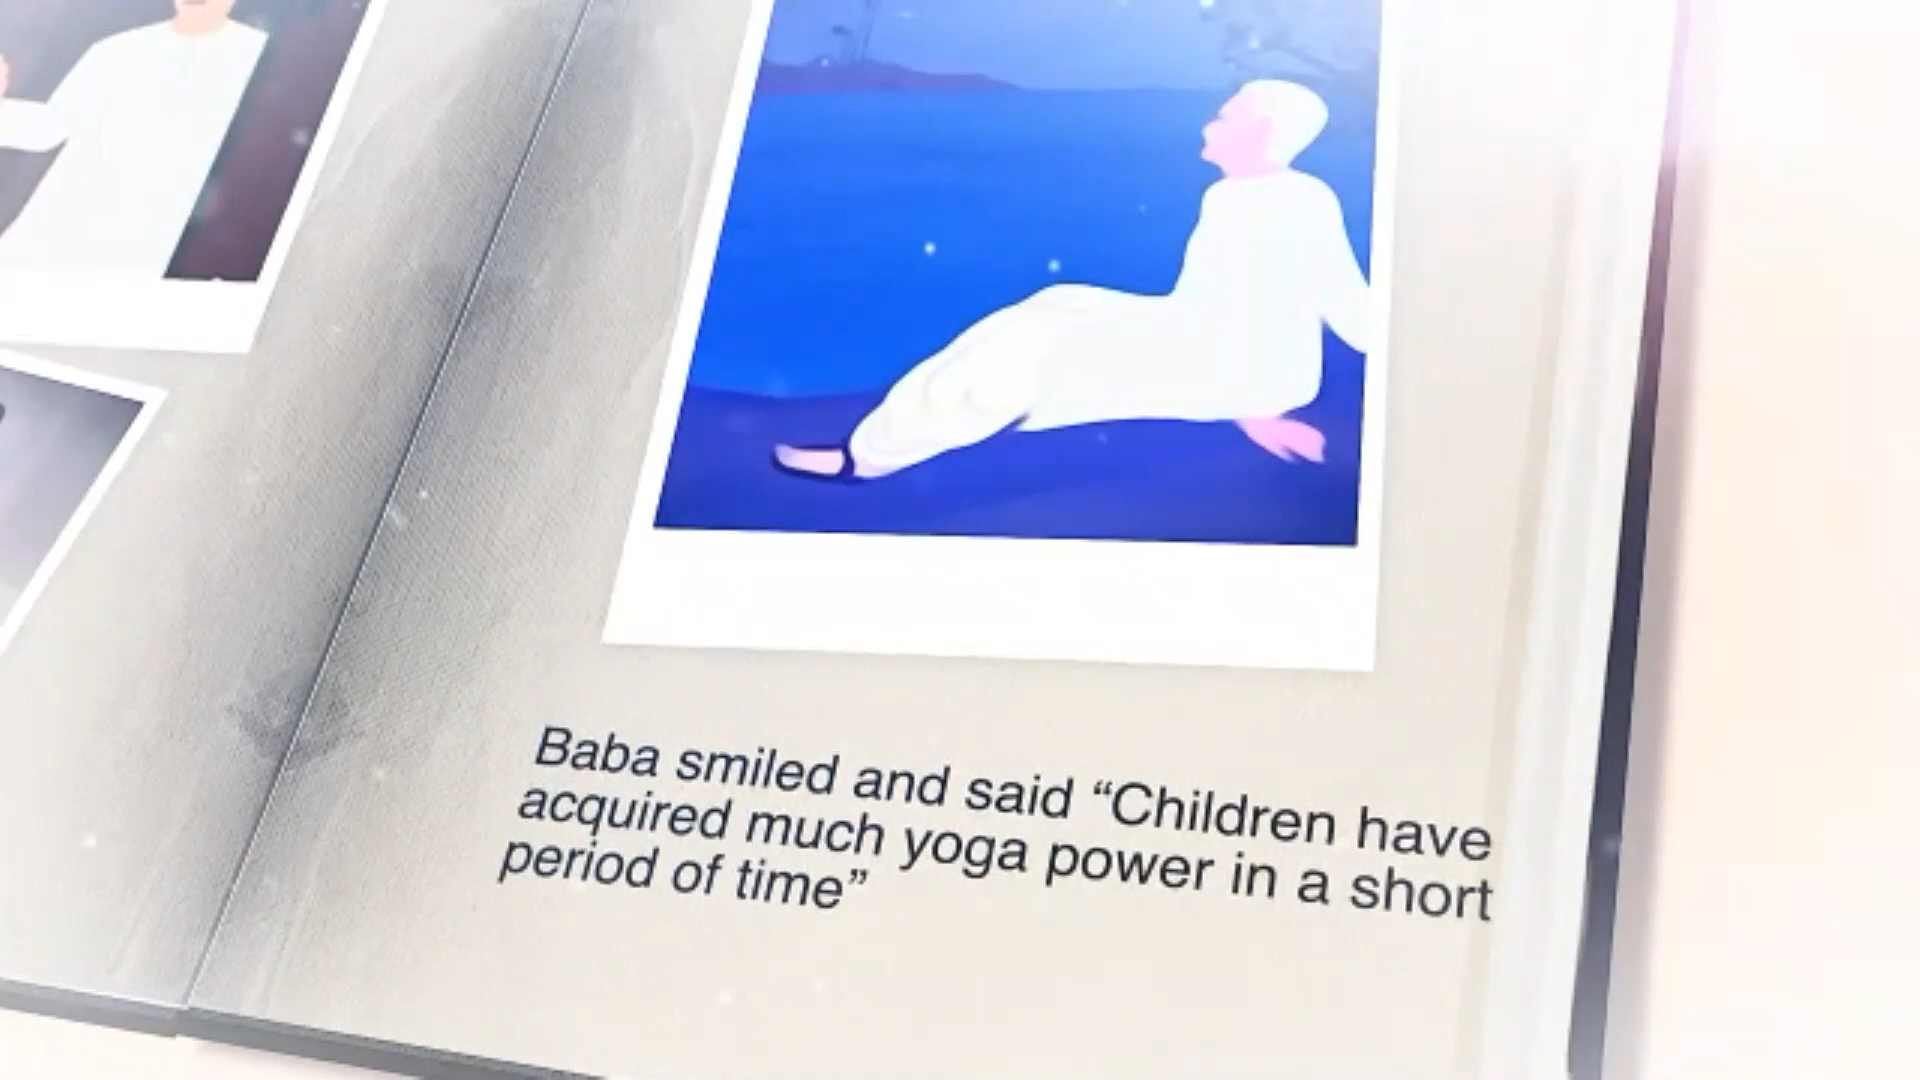 Baba smiled and said “Children have
acquired much yoga power in a short
period of time”